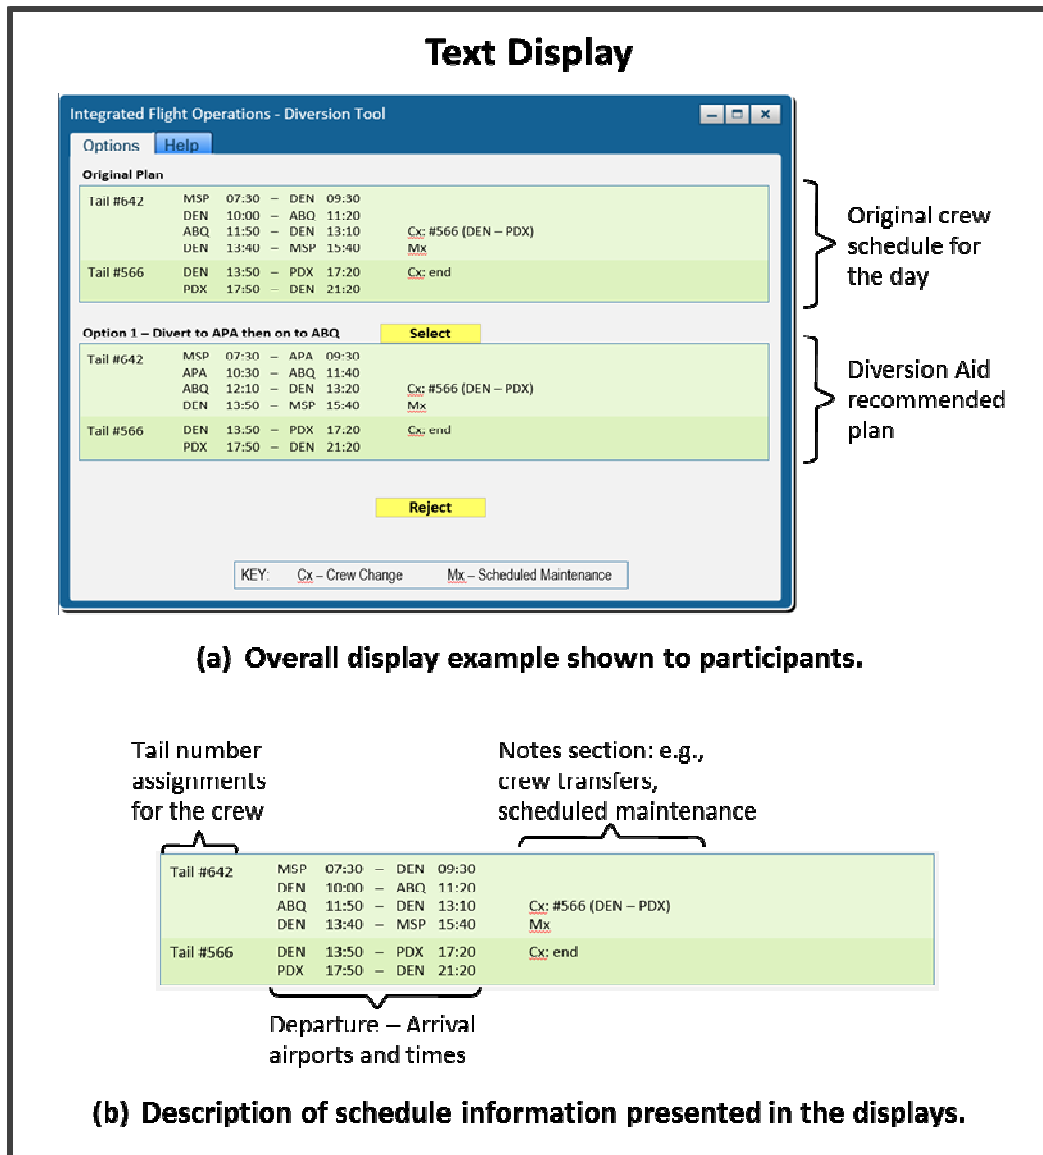 Text Display
Integrated Flight Operations - Diversion Tool
Options Help
Original Plan
Tail #642 MSP 07:30 – DEN 09:30
DEN 10:00 – ABQ 11:20
ABQ 11:50 – DEN 13:10 Cx: #566 (DEN – PDX)
DEN 13:40 – MSP 15:40 Mx
Tail #566 DEN 13:50 – PDX 17:20 Cx: end
PDX 17:50 – DEN 21:20
Original crew
schedule for
the day
Option 1 – Divert to APA then on to ABQ Select
Tail #642 MSP 07:30 – APA 09:30
APA 10:30 – ABQ 11:40
ABQ 12:10 – DEN 13:20 Cx: #566 (DEN – PDX)
DEN 13:50 – MSP 15:40 Mx
Tail #566 DEN 13:50 – PDX 17:20 Cx: end
PDX 17:50 – DEN 21:20
Diversion Aid
recommended
plan
Reject
KEY: Cx – Crew Change Mx – Scheduled Maintenance
(a) Overall display example shown to participants.
Tail number
assignments
for the crew
Notes section: e.g.,
crew transfers,
scheduled maintenance
Tail #642 MSP 07:30 – DEN 09:30
DEN 10:00 – ABQ 11:20
ABQ 11:50 – DEN 13:10 Cx: #566 (DEN – PDX)
DEN 13:40 – MSP 15:40 Mx
Tail #566 DEN 13:50 – PDX 17:20 Cx: end
PDX 17:50 – DEN 21:20
Departure – Arrival
airports and times
(b) Description of schedule information presented in the displays.